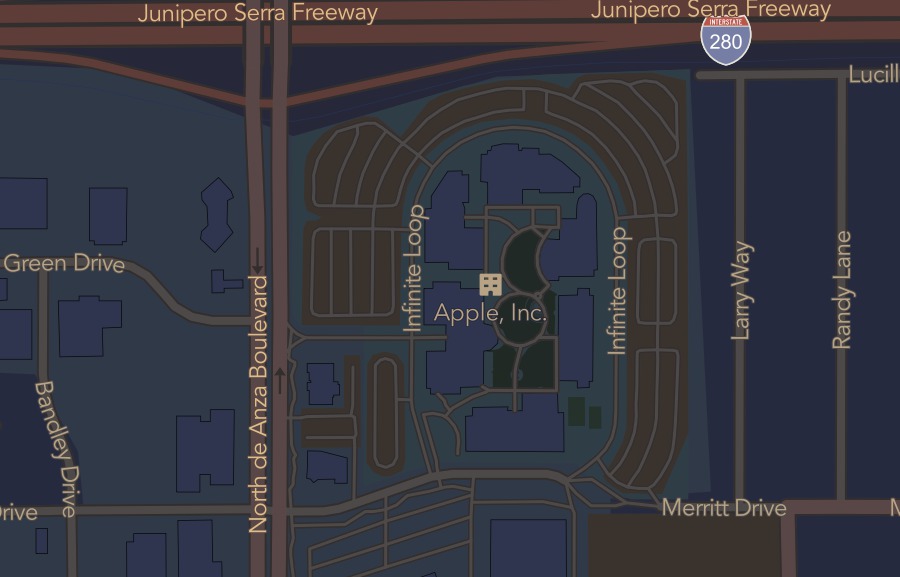 Junipero Serra Freeway
Junipero Serra Freeway
INTERSTATE
280
Lucill
Green Drive
Infinite Loop
Infinite Loop
Larry Way
Randy Lane
Apple, Inc.
North de Anza Boulevard
Bandley Drive
Drive
Merritt Drive
M